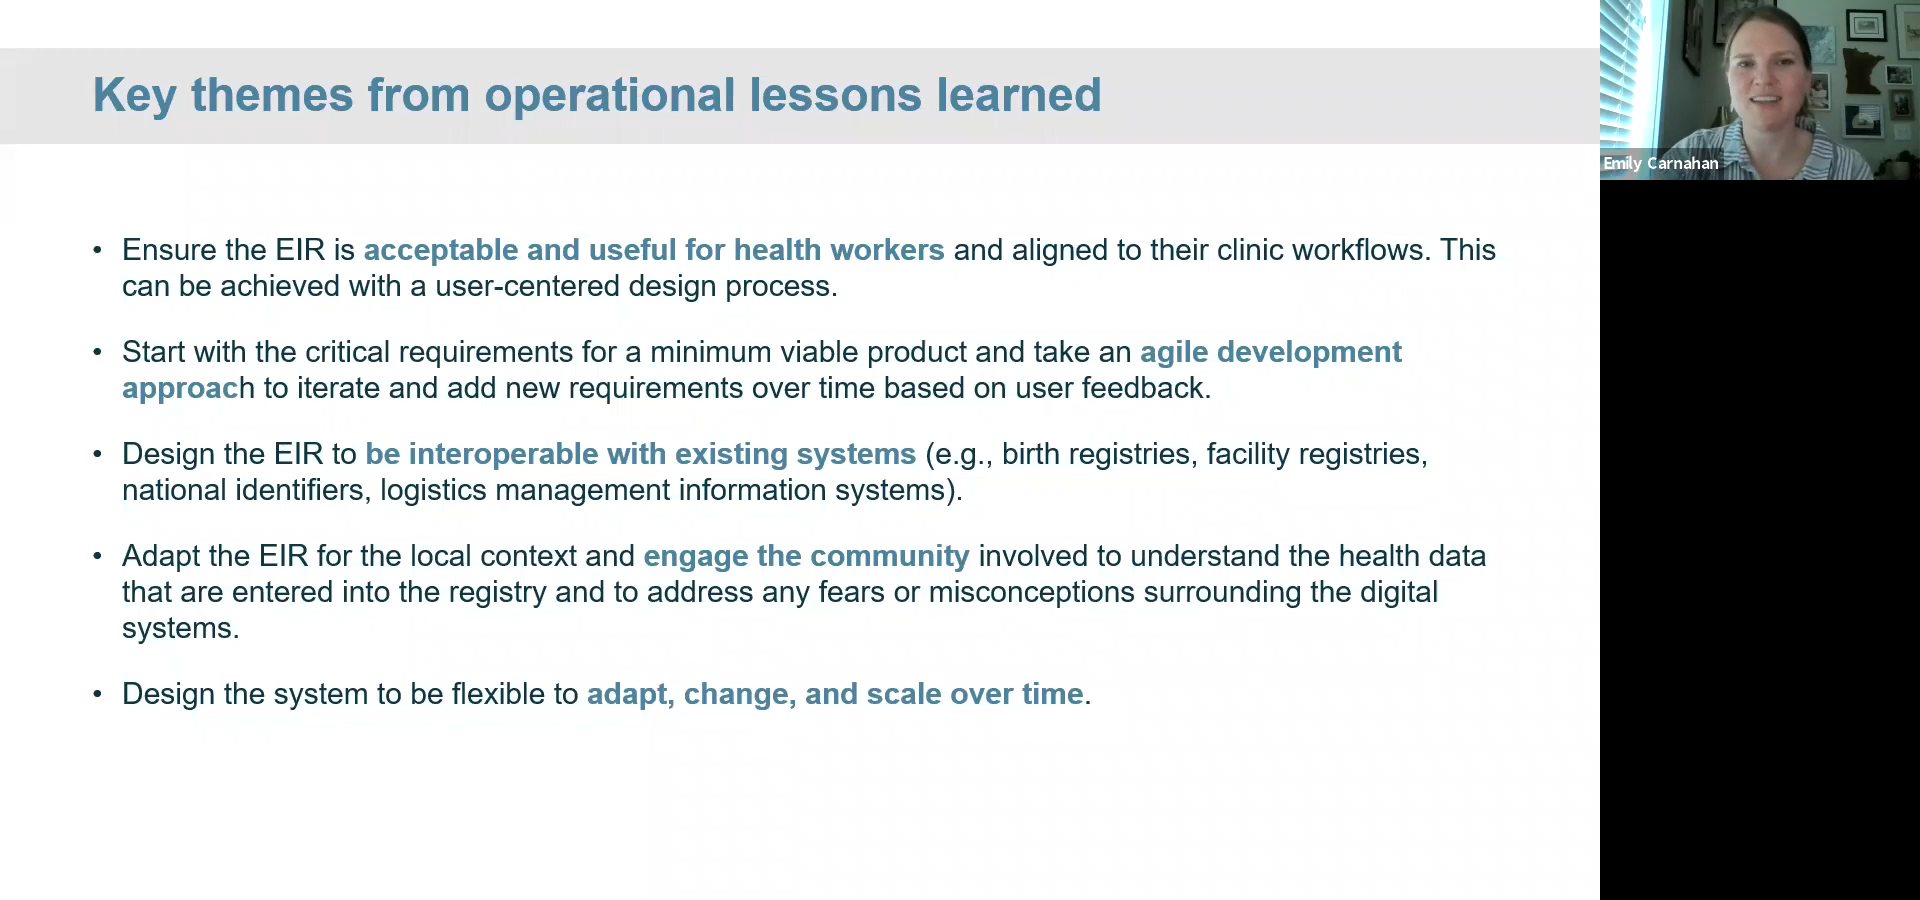 Key themes from operational lessons learned
Emily Carnahan
• Ensure the EIR is acceptable and useful for health workers and aligned to their clinic workflows. This
can be achieved with a user-centered design process.
• Start with the critical requirements for a minimum viable product and take an agile development
approach to iterate and add new requirements over time based on user feedback.
• Design the EIR to be interoperable with existing systems (e.g., birth registries, facility registries,
national identifiers, logistics management information systems).
• Adapt the EIR for the local context and engage the community involved to understand the health data
that are entered into the registry and to address any fears or misconceptions surrounding the digital
systems.
• Design the system to be flexible to adapt, change, and scale over time.